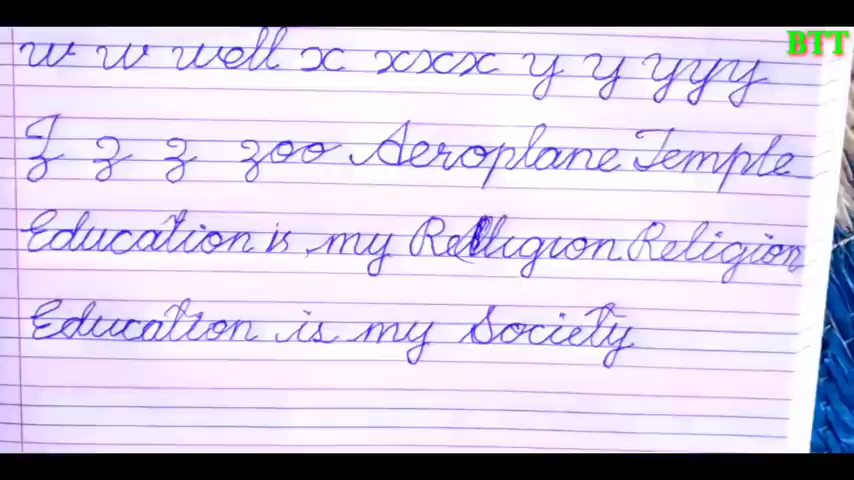 BTT
w w well x xxx y y yyy
Z z z zoo Aeroplane Temple
Education is my Religion Religion
Education is my Society